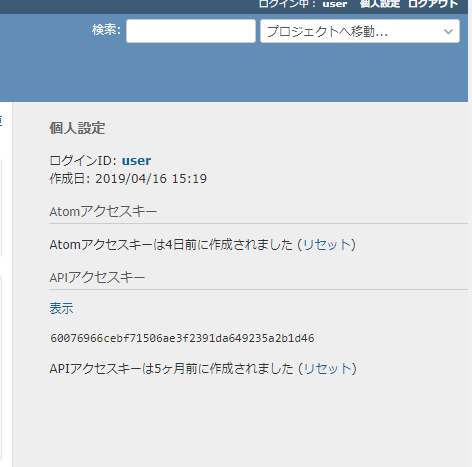 ログイン中: user 個人設定 ログアウト
検索: プロジェクトへ移動...
個人設定
ログインID: user
作成日: 2019/04/16 15:19
Atomアクセスキー
Atomアクセスキーは4日前に作成されました (リセット)
APIアクセスキー
表示
60076966cebf71506ae3f2391da649235a2b1d46
APIアクセスキーは5ヶ月前に作成されました (リセット)